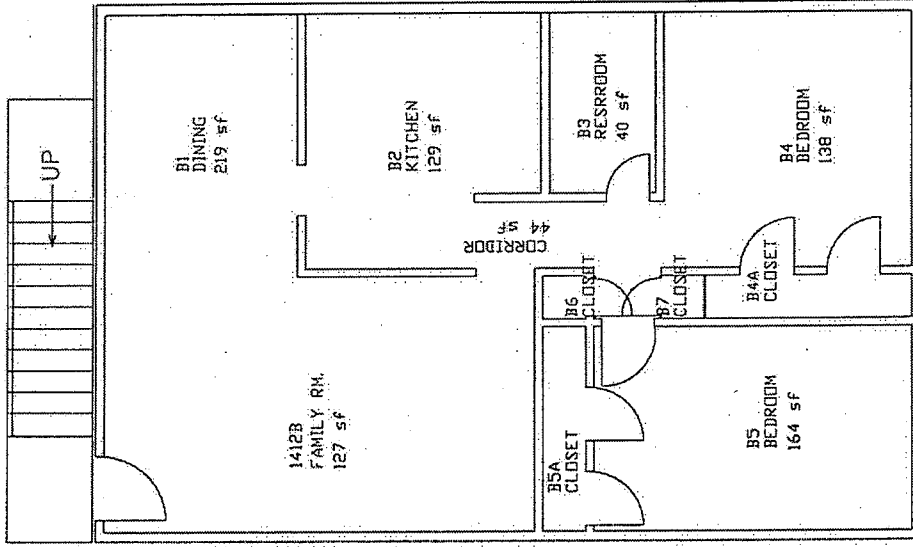 UP
B1
DINING
219 sf
B2
KITCHEN
129 sf
B3
RESRROOM
40 sf
B4
BEDROOM
138 sf
CORRIDOR
44 sf
B6
CLOSET
B7
CLOSET
B4A
CLOSET
1412B
FAMILY RM.
127 sf
B5A
CLOSET
B5
BEDROOM
164 sf